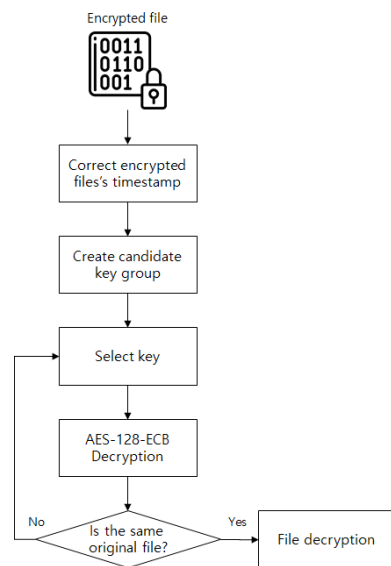 Encrypted file
0011
0110
001
Correct encrypted
files's timestamp
Create candidate
key group
Select key
AES-128-ECB
Decryption
No
Is the same
original file?
Yes
File decryption